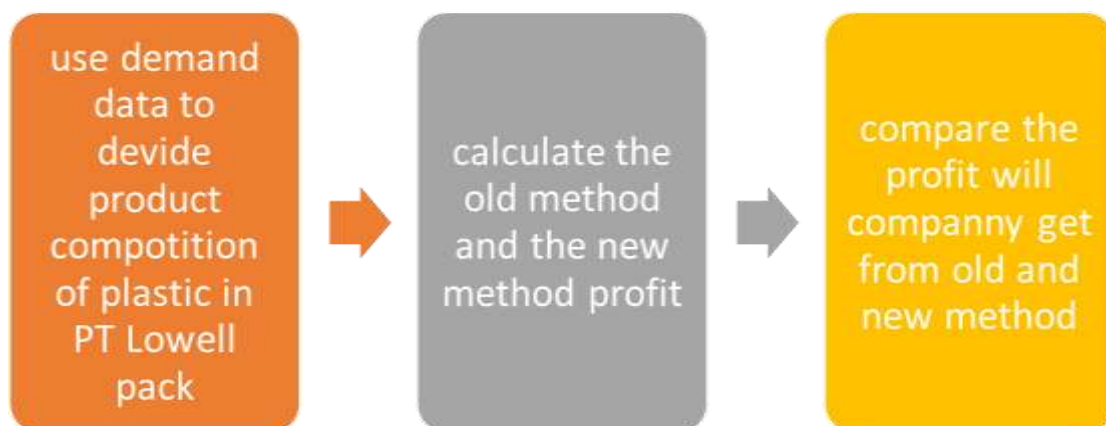 use demand
data to
devide
product
compotition
of plastic in
PT Lowell
pack
calculate the
old method
and the new
method profit
compare the
profit will
companny get
from old and
new method